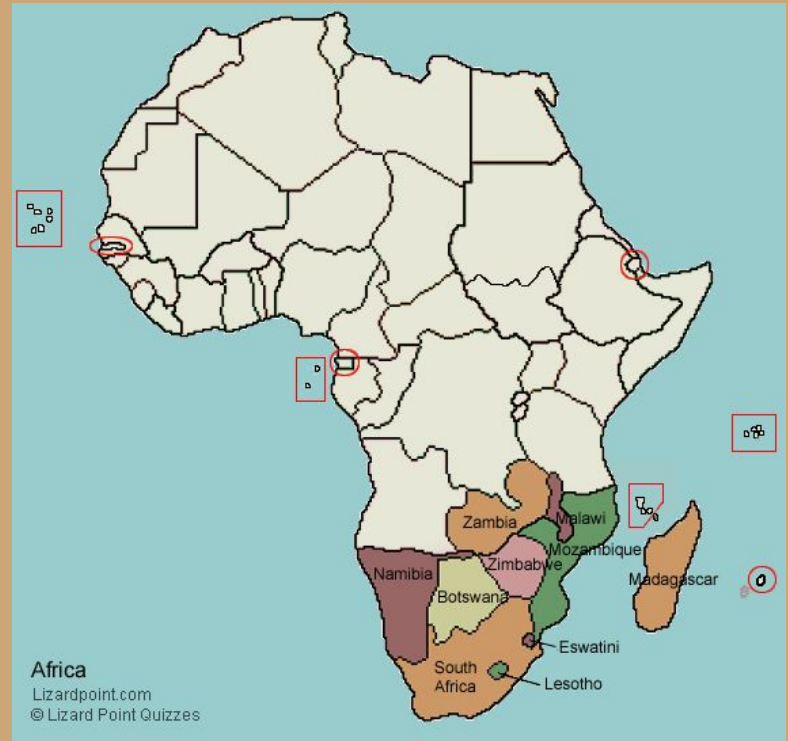 Zambia
Malawi
Mozambique
Zimbabwe
Namibia
Madagascar
Botswana
Eswatini
South
Africa
Lesotho
Africa
Lizardpoint.com
© Lizard Point Quizzes